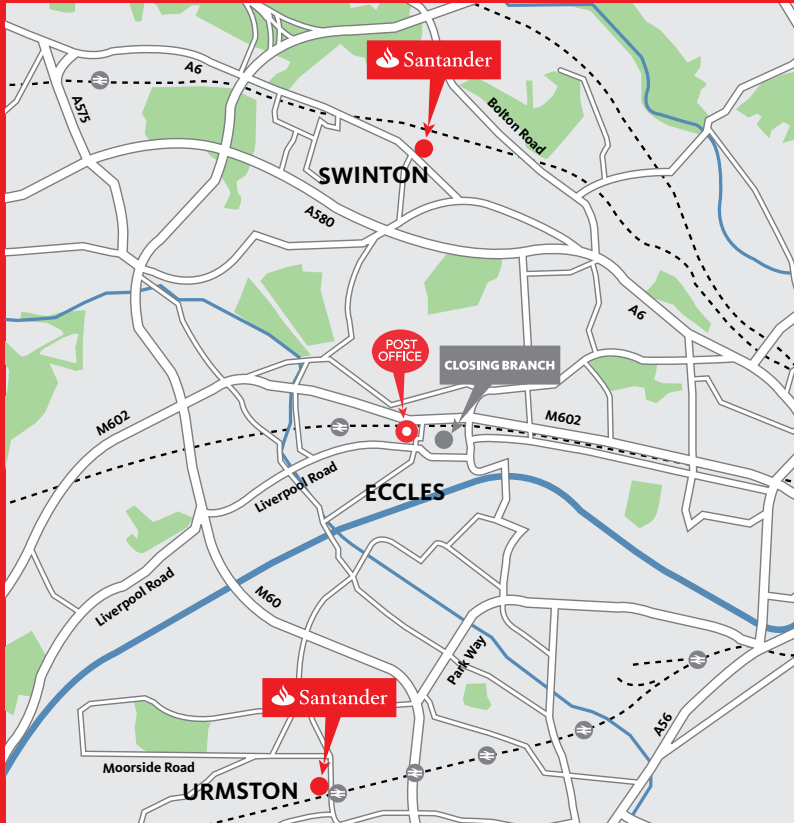 A6
A575
Santander
Bolton Road
SWINTON
A580
A6
POST
OFFICE
CLOSING BRANCH
M602
M602
Liverpool Road
ECCLES
Liverpool Road
M60
Park Way
Santander
A56
Moorside Road
URMSTON